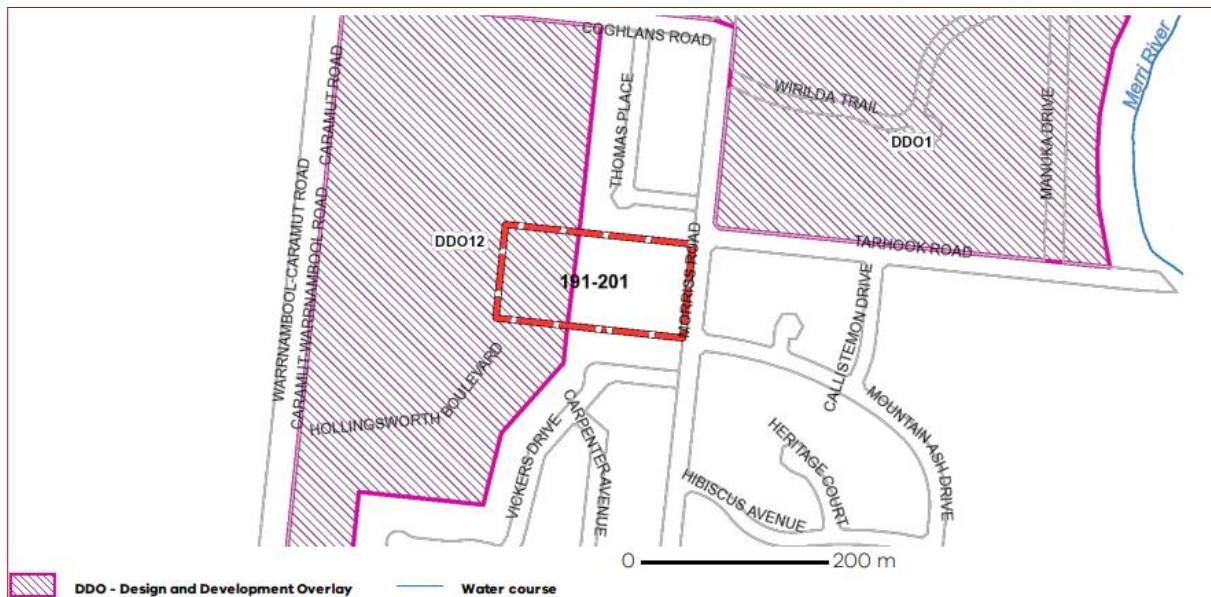 COGHLANS ROAD
Merri River
CARAMUT ROAD
WIRILDA TRAIL
THOMAS PLACE
MANUKA DRIVE
DDO1
WARRNAMBOOL-CARAMUT ROAD
CARAMUT WARRNAMBOOL ROAD
DDO12
TARHOOK ROAD
191-201
MORRISS ROAD
CALLISTEMON DRIVE
HOLLINGSWORTH BOULEVARD
VICKERS DRIVE
CARPENTER AVENUE
MOUNTAIN ASH DRIVE
HERITAGE COURT
HIBISCUS AVENUE
0 200 m
DDO - Design and Development Overlay Water course